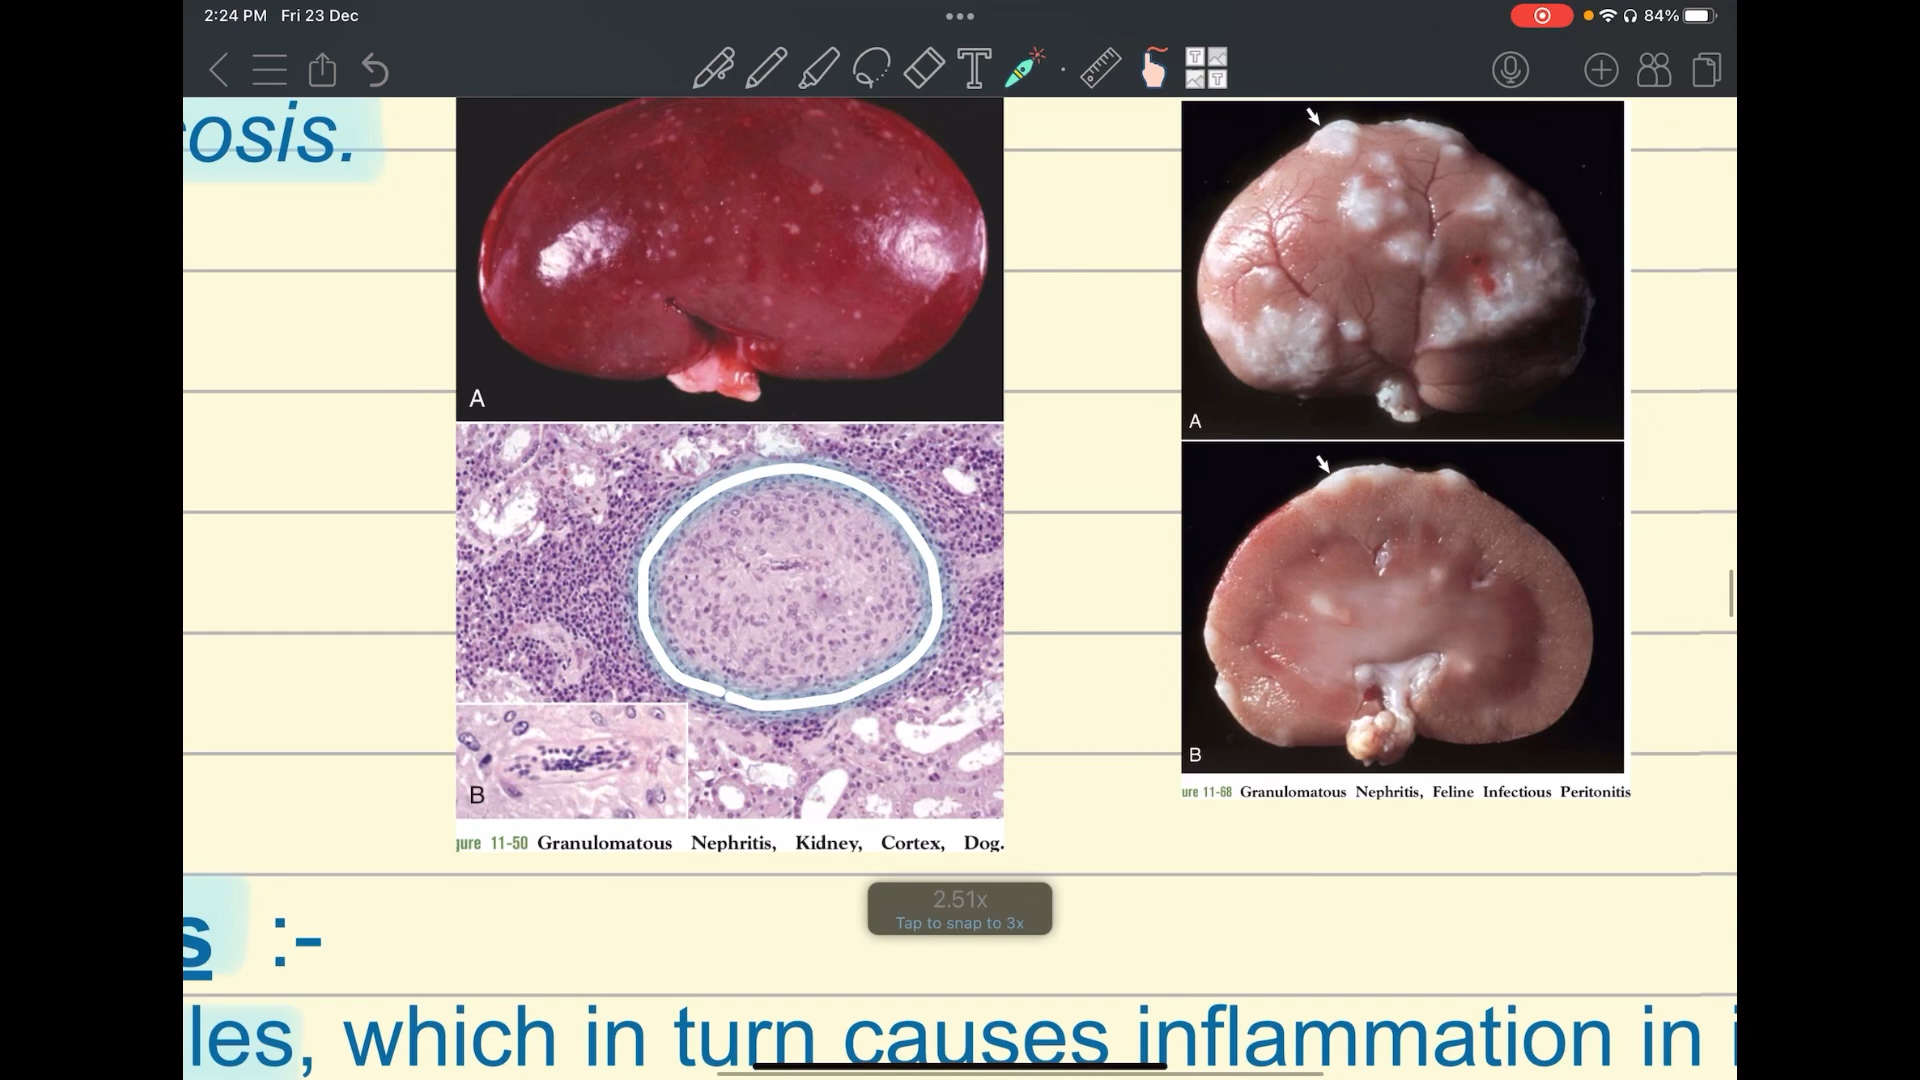 2:24 PM Fri 23 Dec
84%
osis.
A
B
gure 11-50 Granulomatous Nephritis, Kidney, Cortex, Dog.
A
B
ure 11-68 Granulomatous Nephritis, Feline Infectious Peritonitis
2.51x
Tap to snap to 3x
s :-
les, which in turn causes inflammation in i